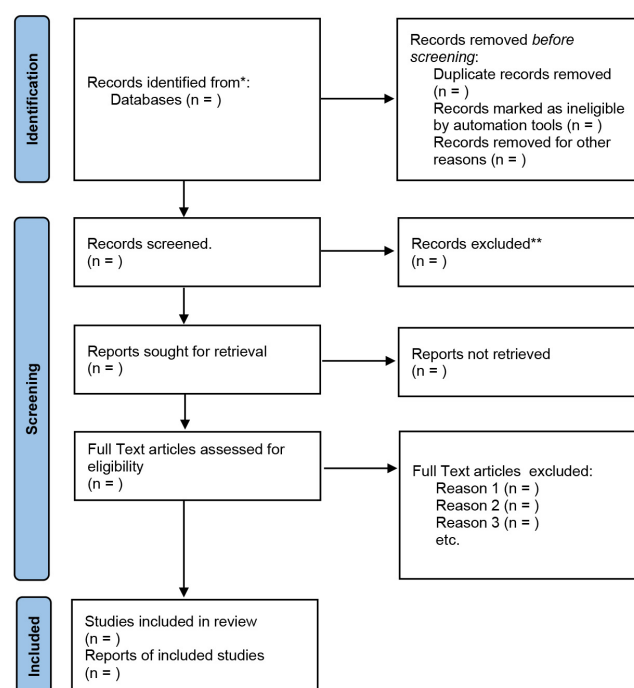 Identification
Records identified from*:
Databases (n = )
Records removed before
screening:
Duplicate records removed
(n = )
Records marked as ineligible
by automation tools (n = )
Records removed for other
reasons (n = )
Screening
Records screened.
(n = )
Records excluded**
(n = )
Reports sought for retrieval
(n = )
Reports not retrieved
(n = )
Full Text articles assessed for
eligibility
(n = )
Full Text articles excluded:
Reason 1 (n = )
Reason 2 (n = )
Reason 3 (n = )
etc.
Included
Studies included in review
(n = )
Reports of included studies
(n = )